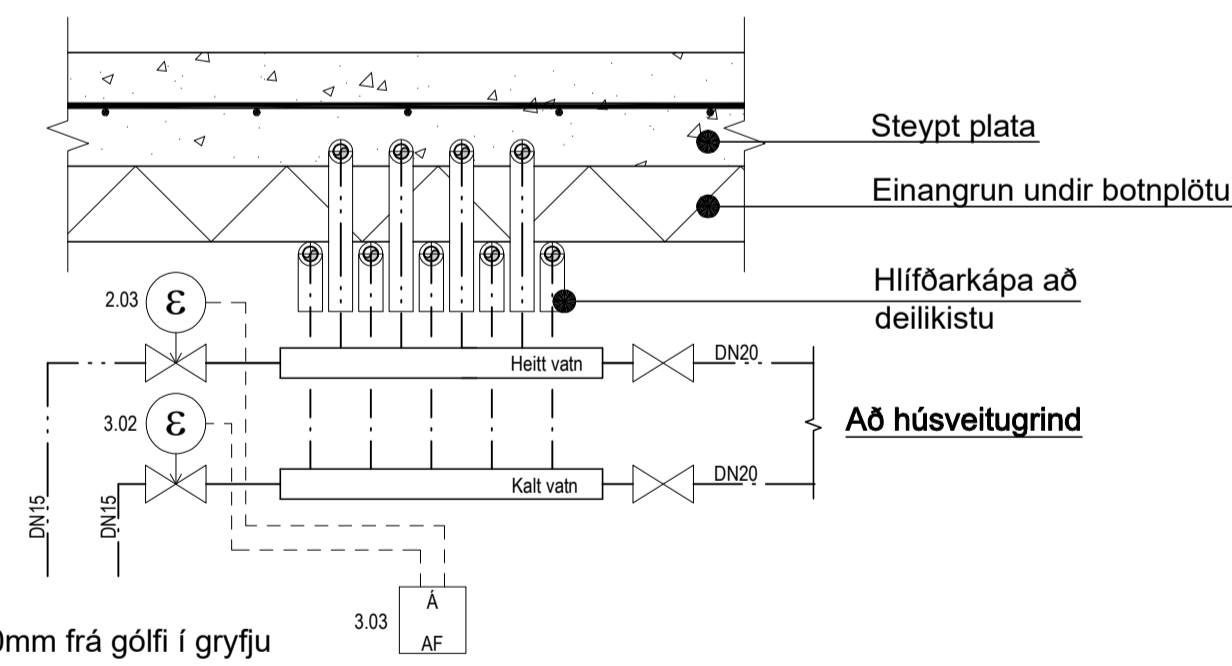 Steypt plata
Einangrun undir botnplötu
Hlífðarkápa að
deilikistu
2.03
ε
Heitt vatn
DN20
3.02
ε
Að húsveitugrind
Kalt vatn
DN20
DN15
DN15
3.03
Á
AF
mm frá gólfi í gryfju